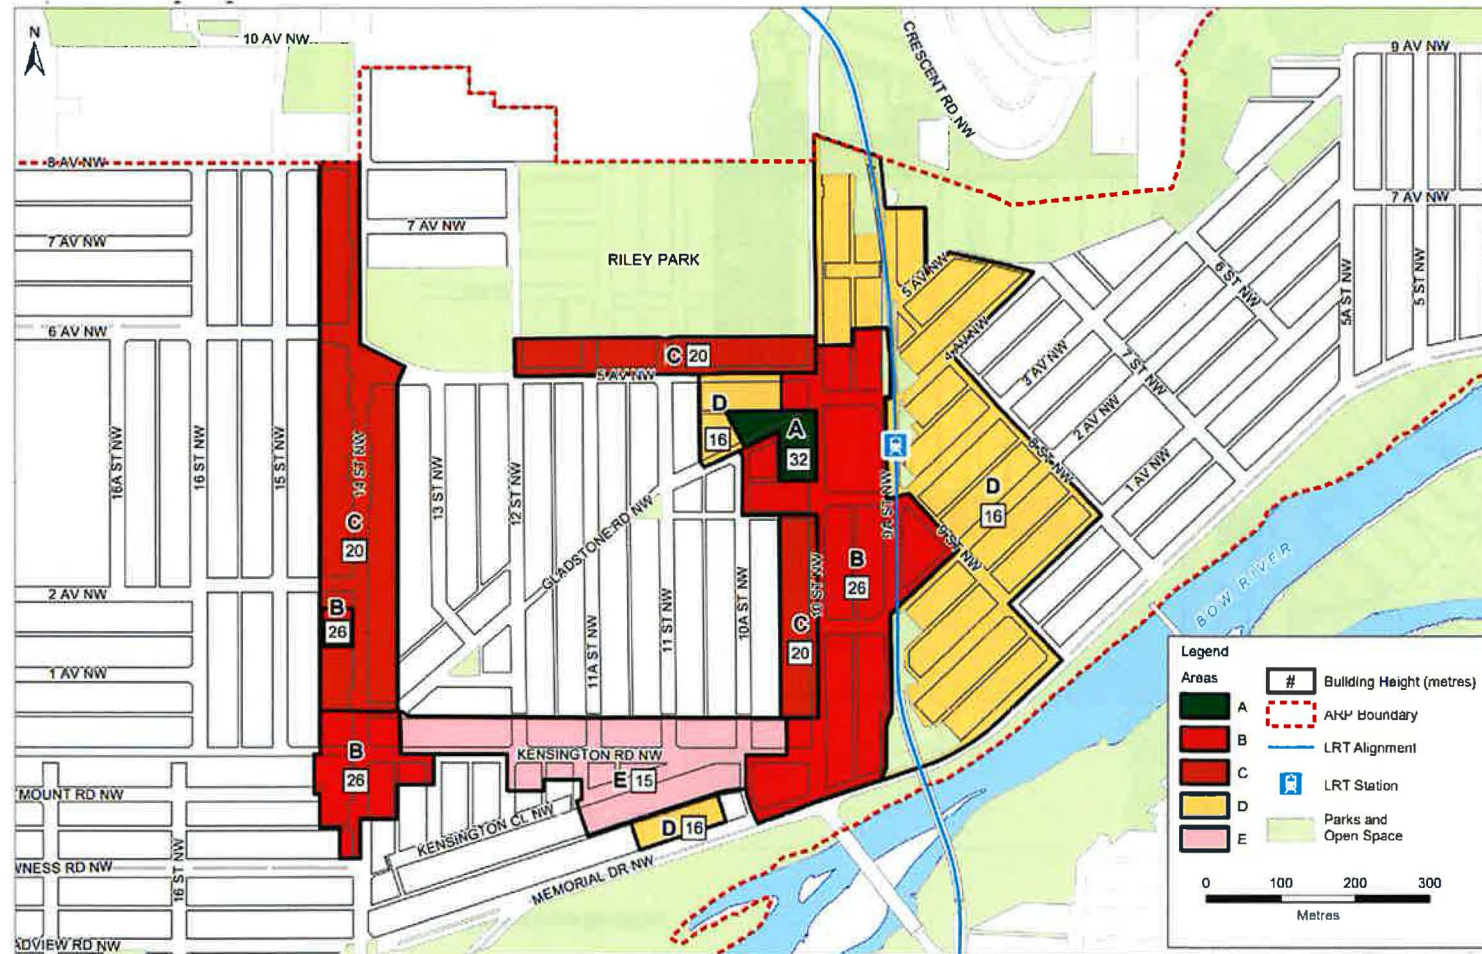 N
10 AV NW
CRESCENT RD NW
9 AV NW
8 AV NW
7 AV NW
7 AV NW
7 AV NW
RILEY PARK
5 AV NW
6 ST NW
5A ST NW
5 ST NW
6 AV NW
4 AV NW
C 20
5 AV NW
3 AV NW
7 ST NW
D
16
A
32
2 AV NW
8 ST NW
1 AV NW
16A ST NW
16 ST NW
15 ST NW
14 ST NW
13 ST NW
12 ST NW
GLADSTONE RD NW
9A ST NW
D
16
9 ST NW
C
20
B
26
10 ST NW
BOW RIVER
2 AV NW
B
26
11A ST NW
11 ST NW
10A ST NW
C
20
1 AV NW
B
26
KENSINGTON RD NW
E 15
MOUNT RD NW
KENSINGTON CL NW
D 16
WNESS RD NW
16 ST NW
MEMORIAL DR NW
ADVIEW RD NW
Legend
Areas
A
B
C
D
E
# Building Height (metres)
ARP Boundary
LRT Alignment
LRT Station
Parks and
Open Space
0 100 200 300
Metres